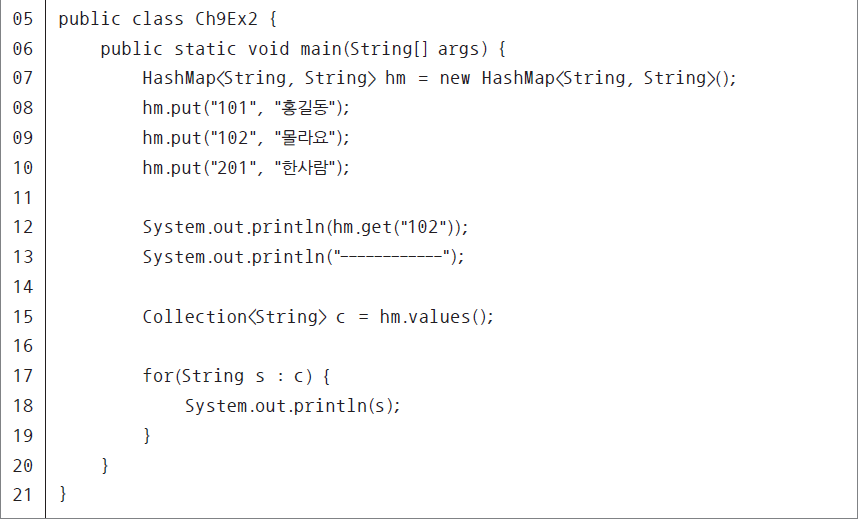 05 public class Ch9Ex2 {
06     public static void main(String[] args) {
07         HashMap<String, String> hm = new HashMap<String, String>();
08         hm.put("101", "홍길동");
09         hm.put("102", "몰라요");
10         hm.put("201", "한사람");
11
12         System.out.println(hm.get("102"));
13         System.out.println("------------");
14
15         Collection<String> c = hm.values();
16
17         for(String s : c) {
18             System.out.println(s);
19         }
20     }
21 }